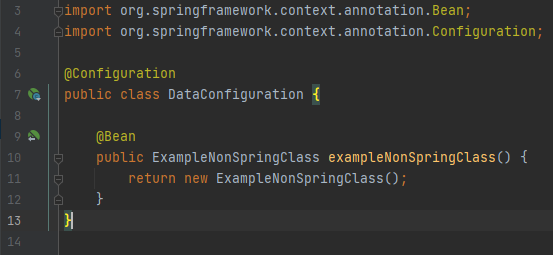 3 import org.springframework.context.annotation.Bean;
4 import org.springframework.context.annotation.Configuration;
5
6 @Configuration
7 public class DataConfiguration {
8
9 @Bean
10 public ExampleNonSpringClass exampleNonSpringClass() {
11 return new ExampleNonSpringClass();
12 }
13 }
14